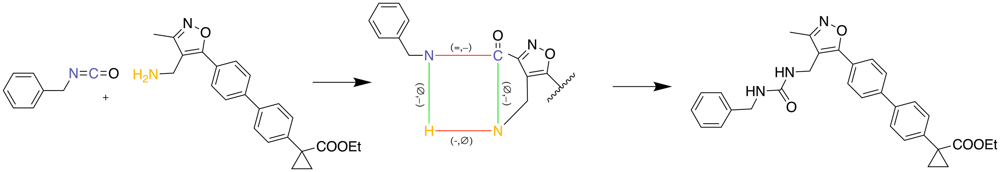 N
O
N=C=O
H₂N
+
COOEt
O
N
O
N
(=,–)
C
(Ø,–)
(Ø,–)
H
N
(-,Ø)
N
O
HN
HN
O
COOEt